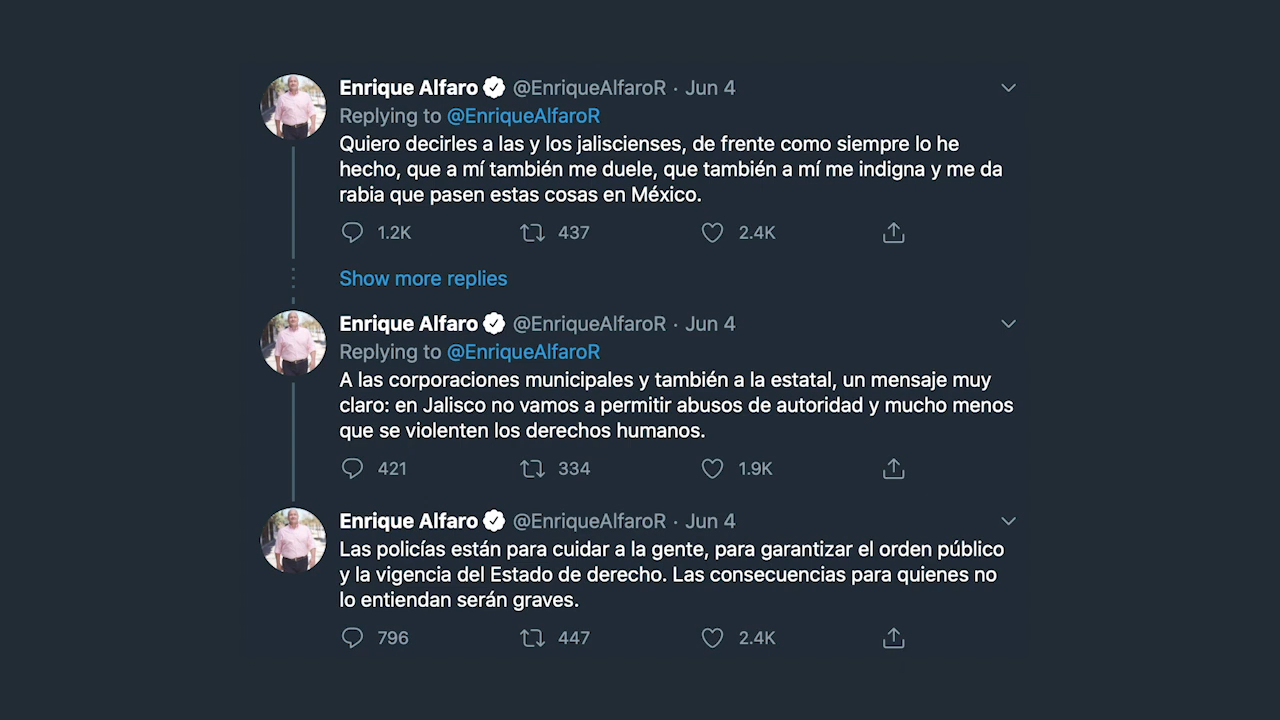 Enrique Alfaro @EnriqueAlfaroR · Jun 4
Replying to @EnriqueAlfaroR
Quiero decirles a las y los jaliscienses, de frente como siempre lo he
hecho, que a mí también me duele, que también a mí me indigna y me da
rabia que pasen estas cosas en México.
1.2K 437 2.4K
Show more replies
Enrique Alfaro @EnriqueAlfaroR · Jun 4
Replying to @EnriqueAlfaroR
A las corporaciones municipales y también a la estatal, un mensaje muy
claro: en Jalisco no vamos a permitir abusos de autoridad y mucho menos
que se violenten los derechos humanos.
421 334 1.9K
Enrique Alfaro @EnriqueAlfaroR · Jun 4
Las policías están para cuidar a la gente, para garantizar el orden público
y la vigencia del Estado de derecho. Las consecuencias para quienes no
lo entiendan serán graves.
796 447 2.4K